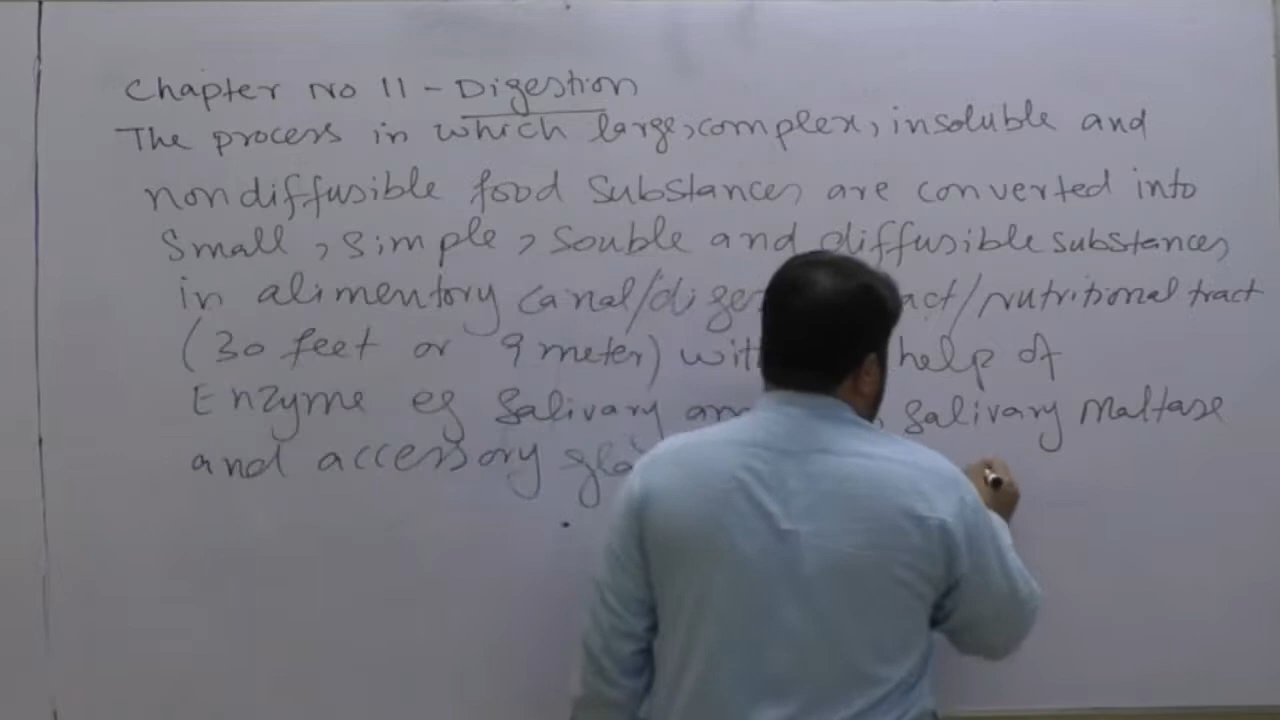 Chapter No 11 - Digestion
The process in which large, complex, insoluble and
nondiffusible food substances are converted into
Small, simple, Souble and diffusible substances
in alimentory canal/ nutritional tract
(30 feet or 9 meter) help of
Enzyme eg Salivary salivary maltase
and accessory